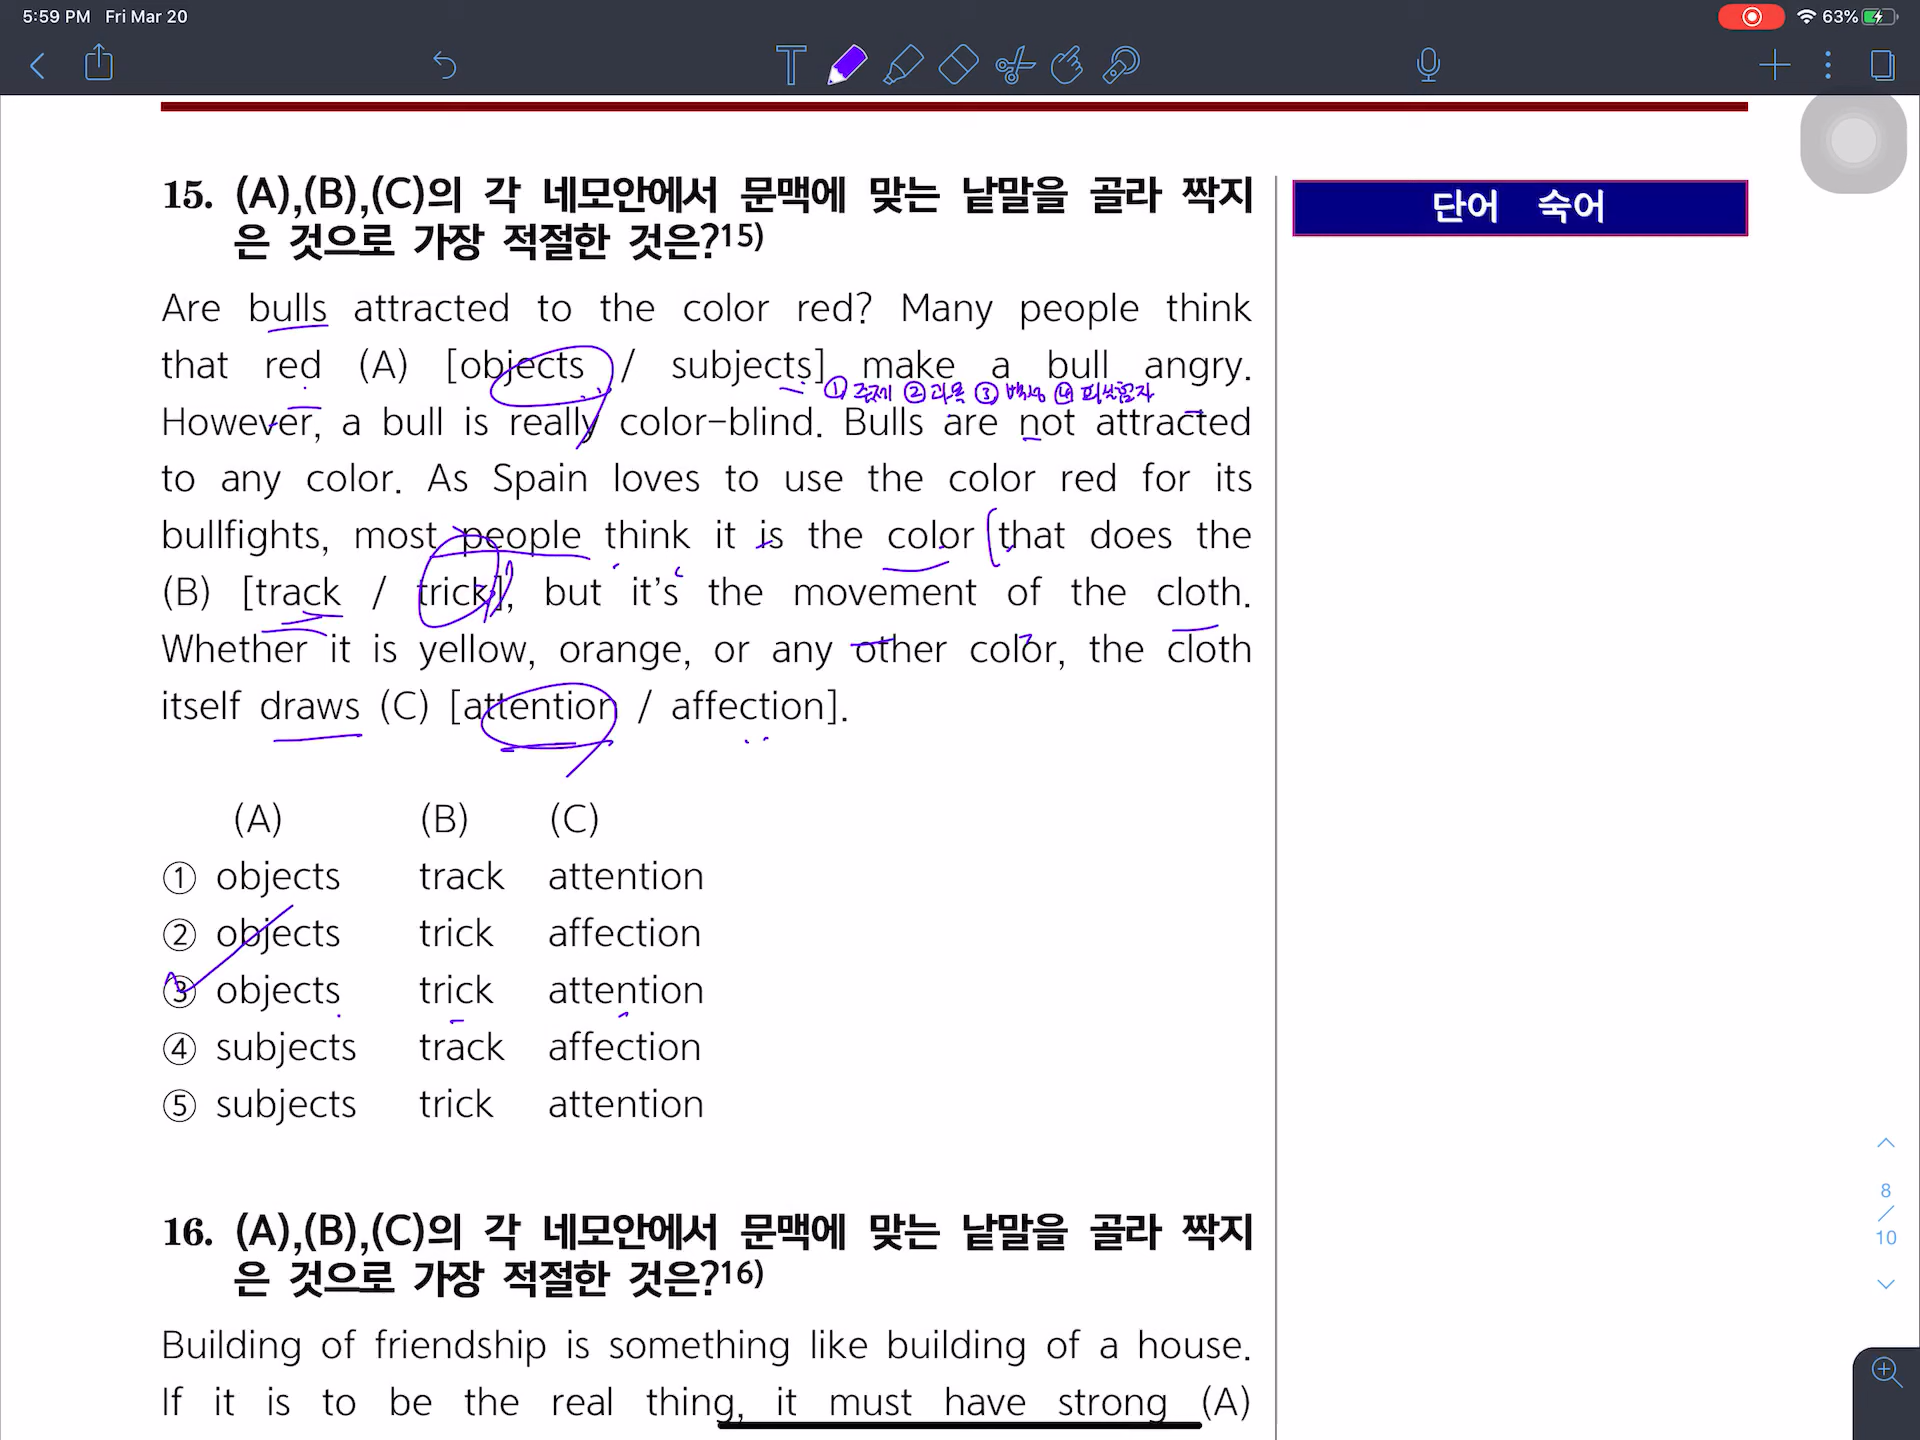 5:59 PM Fri Mar 20
63%
15. (A),(B),(C)의 각 네모안에서 문맥에 맞는 낱말을 골라 짝지
은 것으로 가장 적절한 것은?15)
단어 숙어
Are bulls attracted to the color red? Many people think
that red (A) [objects / subjects] make a bull angry.
① 주제 ② 과목 ③ 백성 ④ 피실험자
However, a bull is really color-blind. Bulls are not attracted
to any color. As Spain loves to use the color red for its
bullfights, most people think it is the color that does the
(B) [track / trick], but it's the movement of the cloth.
Whether it is yellow, orange, or any other color, the cloth
itself draws (C) [attention / affection].
(A) (B) (C)
① objects track attention
② objects trick affection
③ objects trick attention
④ subjects track affection
⑤ subjects trick attention
16. (A),(B),(C)의 각 네모안에서 문맥에 맞는 낱말을 골라 짝지
은 것으로 가장 적절한 것은?16)
Building of friendship is something like building of a house.
If it is to be the real thing, it must have strong (A)
8
/
10